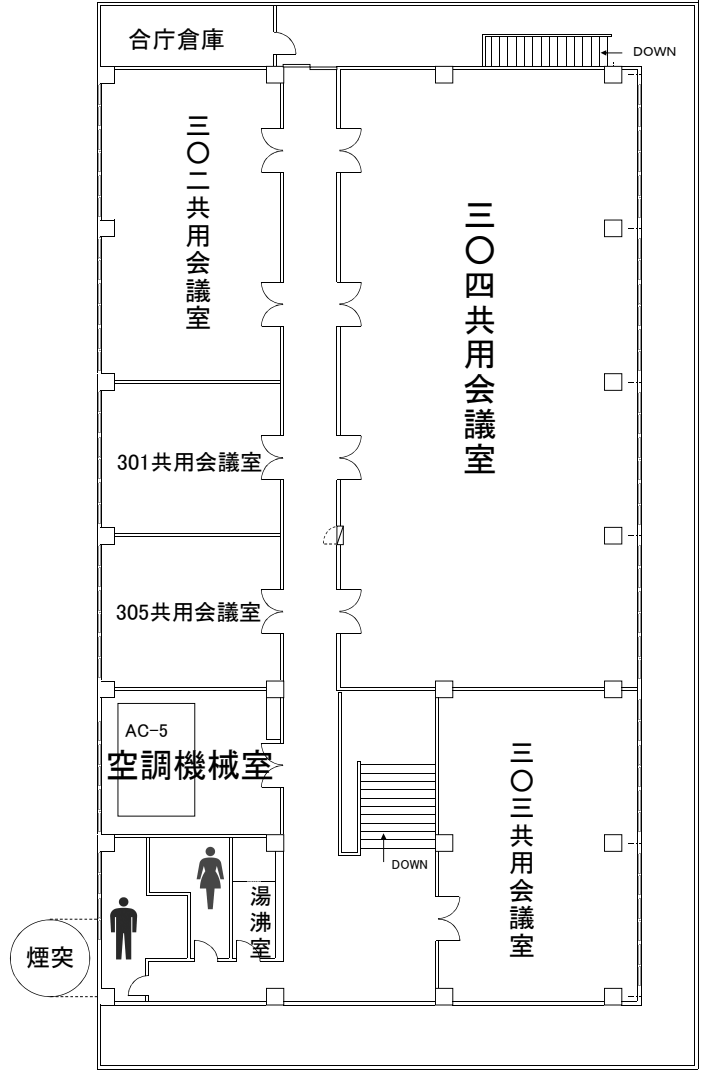 合庁倉庫
DOWN
三〇二共用会議室
三〇四共用会議室
301共用会議室
305共用会議室
AC-5
空調機械室
三〇三共用会議室
DOWN
湯沸室
煙突